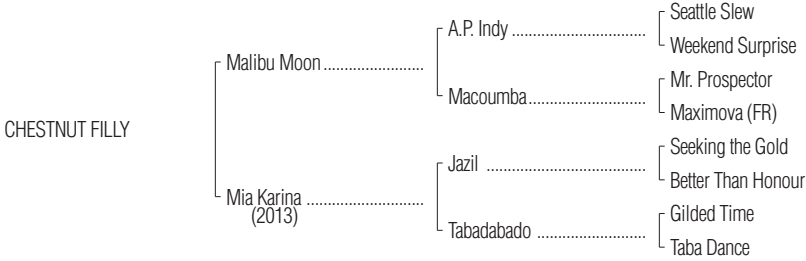 Seattle Slew
A.P. Indy ..............................
Weekend Surprise
Malibu Moon ......................
Mr. Prospector
Macoumba..........................
Maximova (FR)
CHESTNUT FILLY
Seeking the Gold
Jazil ...................................
Better Than Honour
Mia Karina ..........................
(2013)
Gilded Time
Tabadabado ........................
Taba Dance